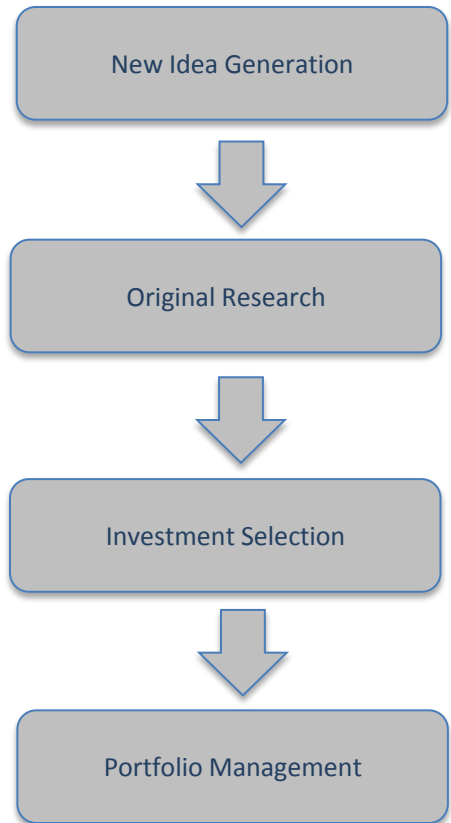 New Idea Generation
Original Research
Investment Selection
Portfolio Management